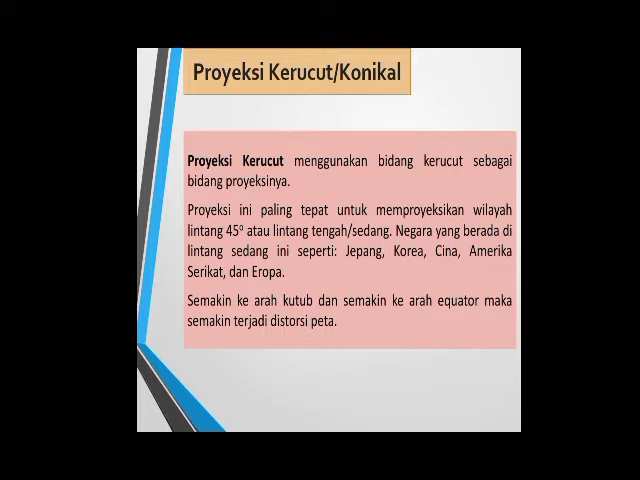 Proyeksi Kerucut/Konikal
Proyeksi Kerucut menggunakan bidang kerucut sebagai
bidang proyeksinya.
Proyeksi ini paling tepat untuk memproyeksikan wilayah
lintang 45º atau lintang tengah/sedang. Negara yang berada di
lintang sedang ini seperti: Jepang, Korea, Cina, Amerika
Serikat, dan Eropa.
Semakin ke arah kutub dan semakin ke arah equator maka
semakin terjadi distorsi peta.